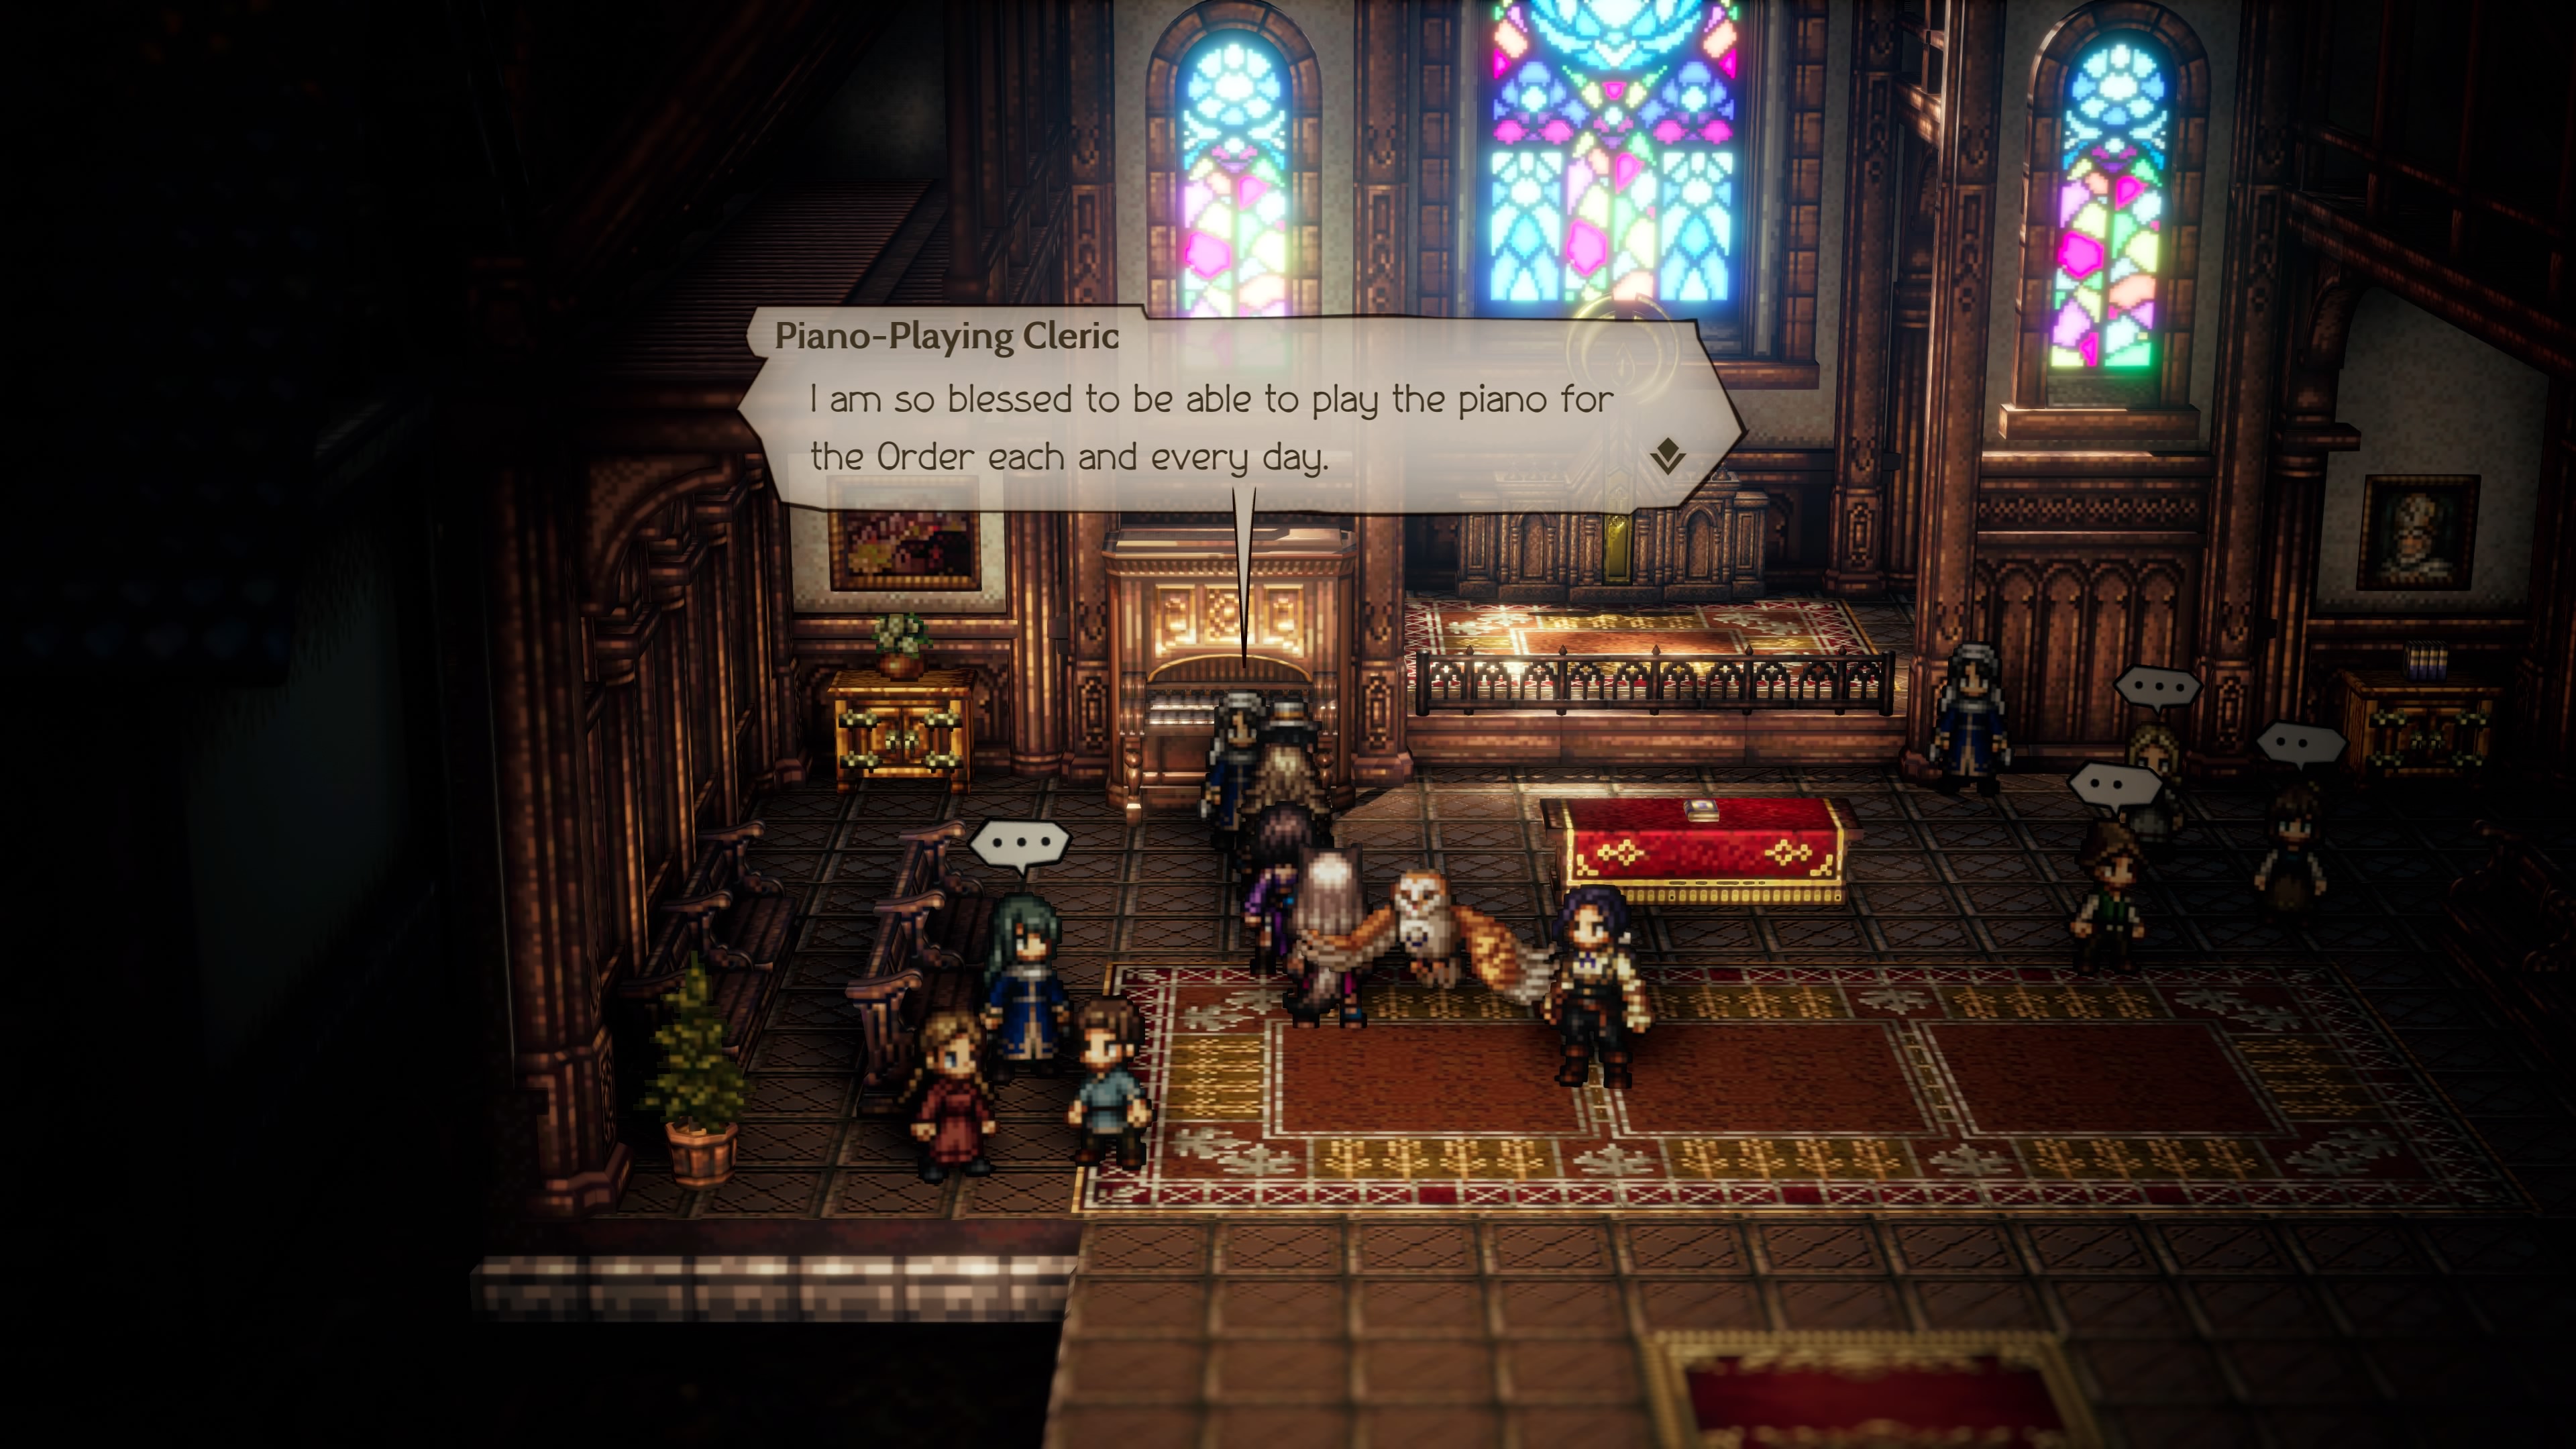 Piano-Playing Cleric
I am so blessed to be able to play the piano for
the Order each and every day.